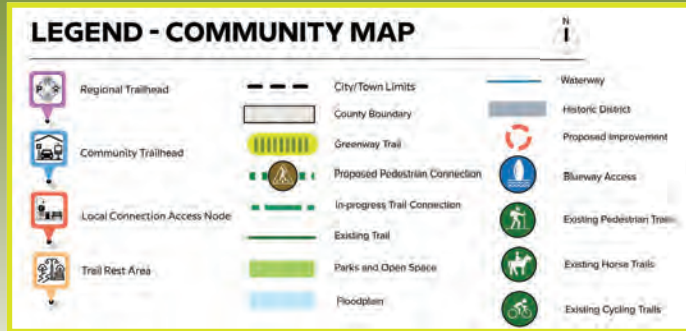 LEGEND - COMMUNITY MAP
N
Regional Trailhead
Community Trailhead
Local Connection Access Node
Trail Rest Area
City/Town Limits
County Boundary
Greenway Trail
Proposed Pedestrian Connection
In-progress Trail Connection
Existing Trail
Parks and Open Space
Floodplain
Waterway
Historic District
Proposed Improvement
Blueway Access
Existing Pedestrian Trails
Existing Horse Trails
Existing Cycling Trails